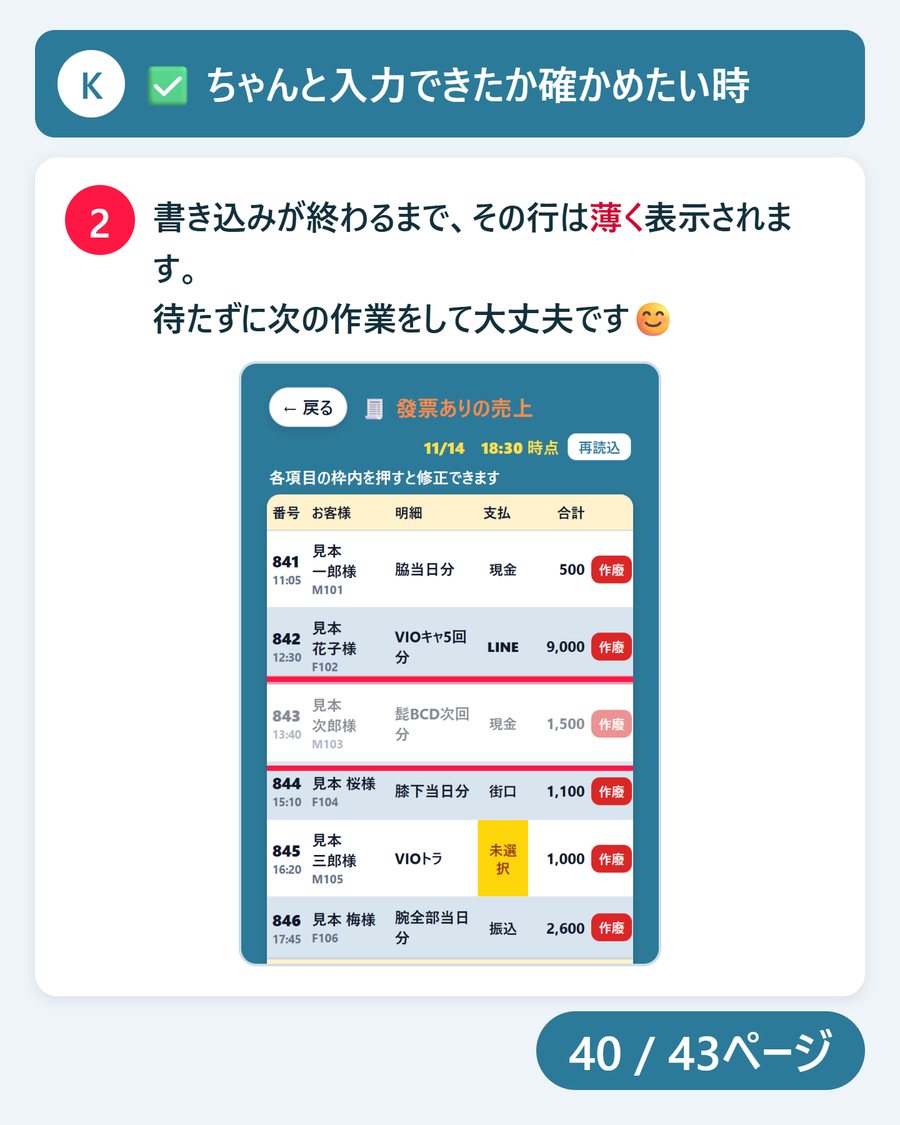 K ✅ ちゃんと入力できたか確かめたい時
2
書き込みが終わるまで、その行は薄く表示されま
す。
待たずに次の作業をして大丈夫です😊
← 戻る 🧾 發票ありの売上
11/14 18:30 時点 再読込
各項目の枠内を押すと修正できます
番号 お客様 明細 支払 合計
841 11:05 見本 一郎様 M101 脇当日分 現金 500 作廢
842 12:30 見本 花子様 F102 VIOキャ5回分 LINE 9,000 作廢
843 13:40 見本 次郎様 M103 髭BCD次回分 現金 1,500 作廢
844 15:10 見本 桜様 F104 膝下当日分 街口 1,100 作廢
845 16:20 見本 三郎様 M105 VIOトラ 未選択 1,000 作廢
846 17:45 見本 梅様 F106 腕全部当日分 振込 2,600 作廢
40 / 43ページ